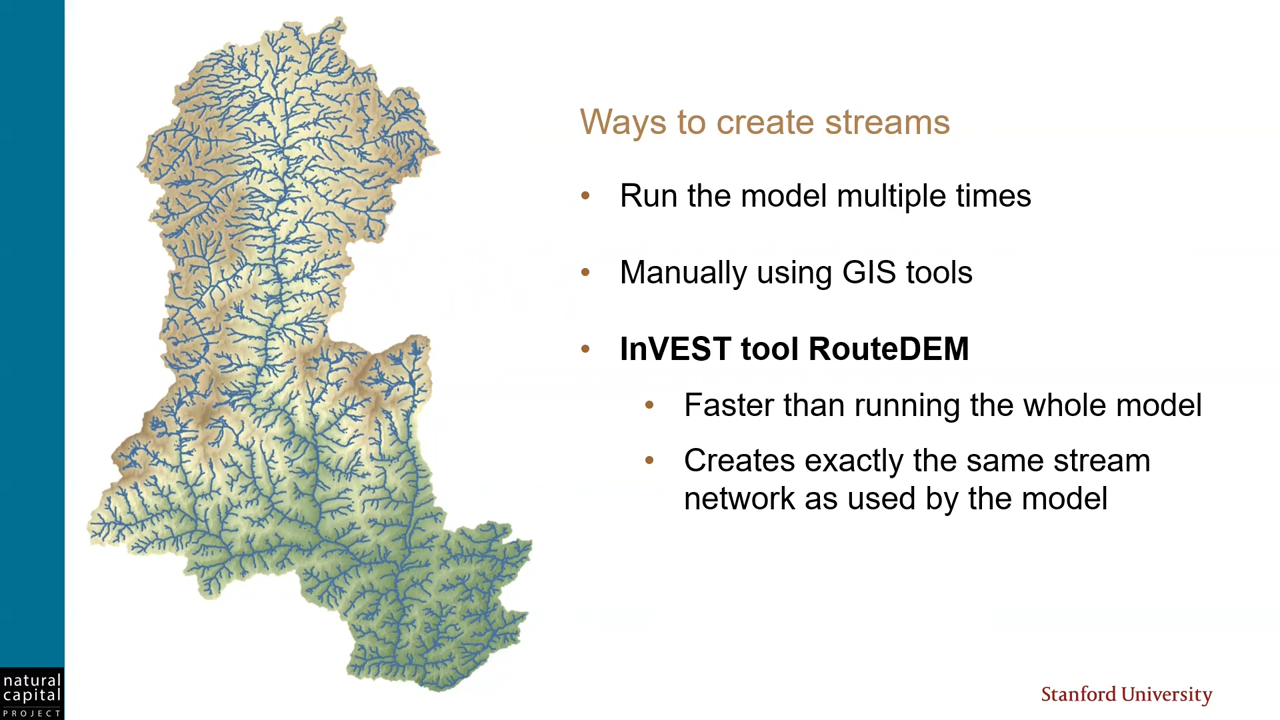 Ways to create streams
• Run the model multiple times
• Manually using GIS tools
• InVEST tool RouteDEM
• Faster than running the whole model
• Creates exactly the same stream
network as used by the model
natural
capital
PROJECT
Stanford University